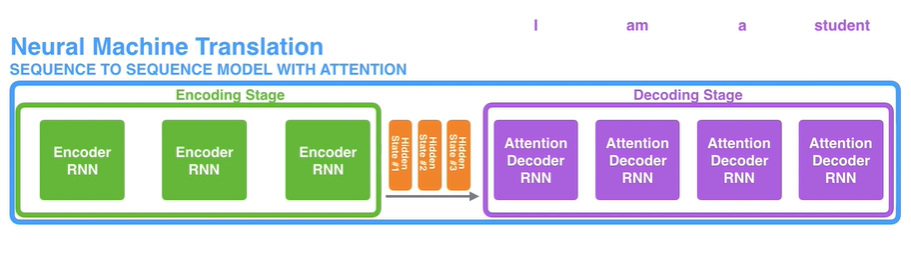 I am a student
Neural Machine Translation
SEQUENCE TO SEQUENCE MODEL WITH ATTENTION
Encoding Stage
Decoding Stage
Encoder
RNN
Encoder
RNN
Encoder
RNN
Hidden
State #1
Hidden
State #2
Hidden
State #3
Attention
Decoder
RNN
Attention
Decoder
RNN
Attention
Decoder
RNN
Attention
Decoder
RNN